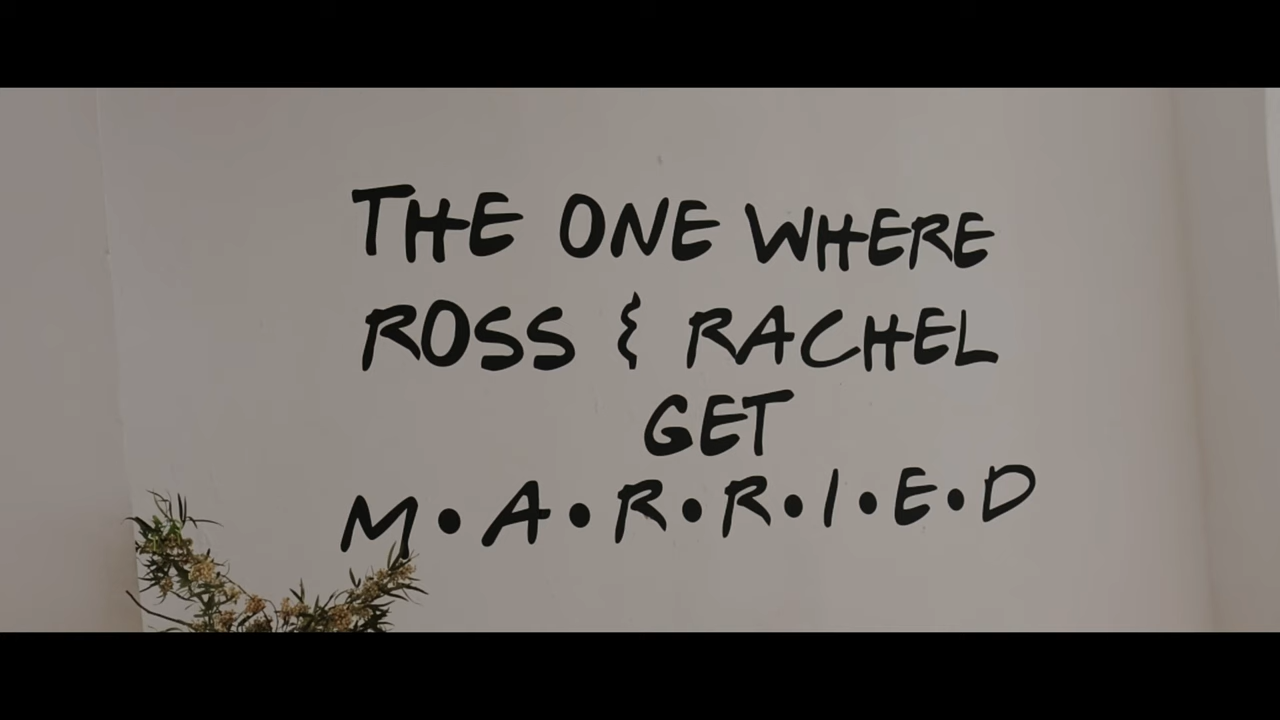 THE ONE WHERE
ROSS & RACHEL
GET
M•A•R•R•I•E•D